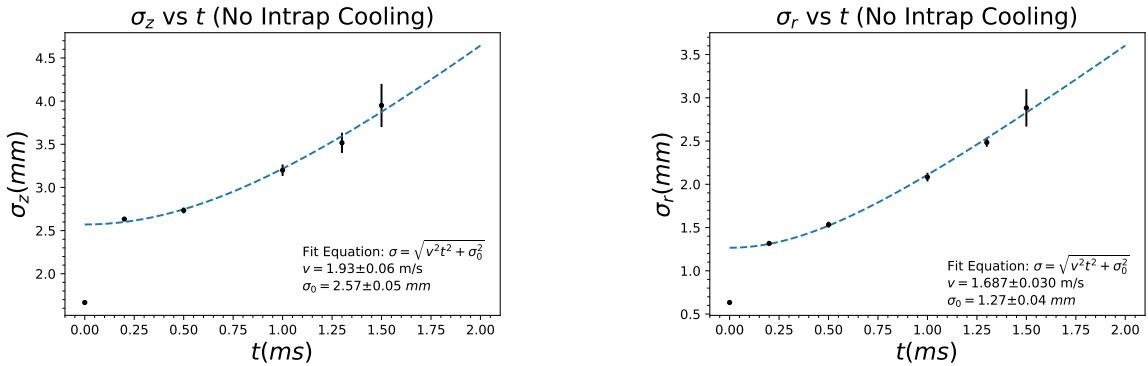 σ_z vs t (No Intrap Cooling)
σ_z(mm)
4.5
4.0
3.5
3.0
2.5
2.0
Fit Equation: σ = √(v²t² + σ₀²)
v = 1.93±0.06 m/s
σ₀ = 2.57±0.05 mm
0.00 0.25 0.50 0.75 1.00 1.25 1.50 1.75 2.00
t(ms)
σ_r vs t (No Intrap Cooling)
σ_r(mm)
3.5
3.0
2.5
2.0
1.5
1.0
0.5
Fit Equation: σ = √(v²t² + σ₀²)
v = 1.687±0.030 m/s
σ₀ = 1.27±0.04 mm
0.00 0.25 0.50 0.75 1.00 1.25 1.50 1.75 2.00
t(ms)